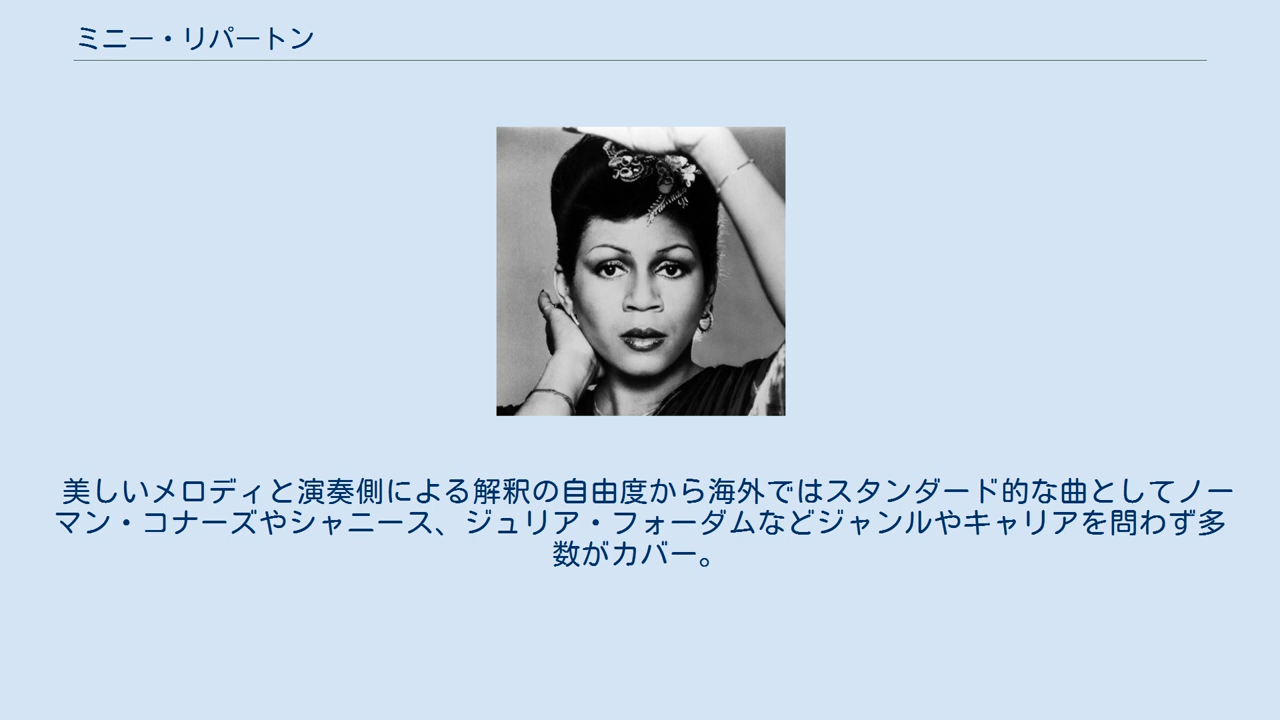 ミニー・リパートン
美しいメロディと演奏側による解釈の自由度から海外ではスタンダード的な曲としてノー
マン・コナーズやシャニース、ジュリア・フォーダムなどジャンルやキャリアを問わず多
数がカバー。